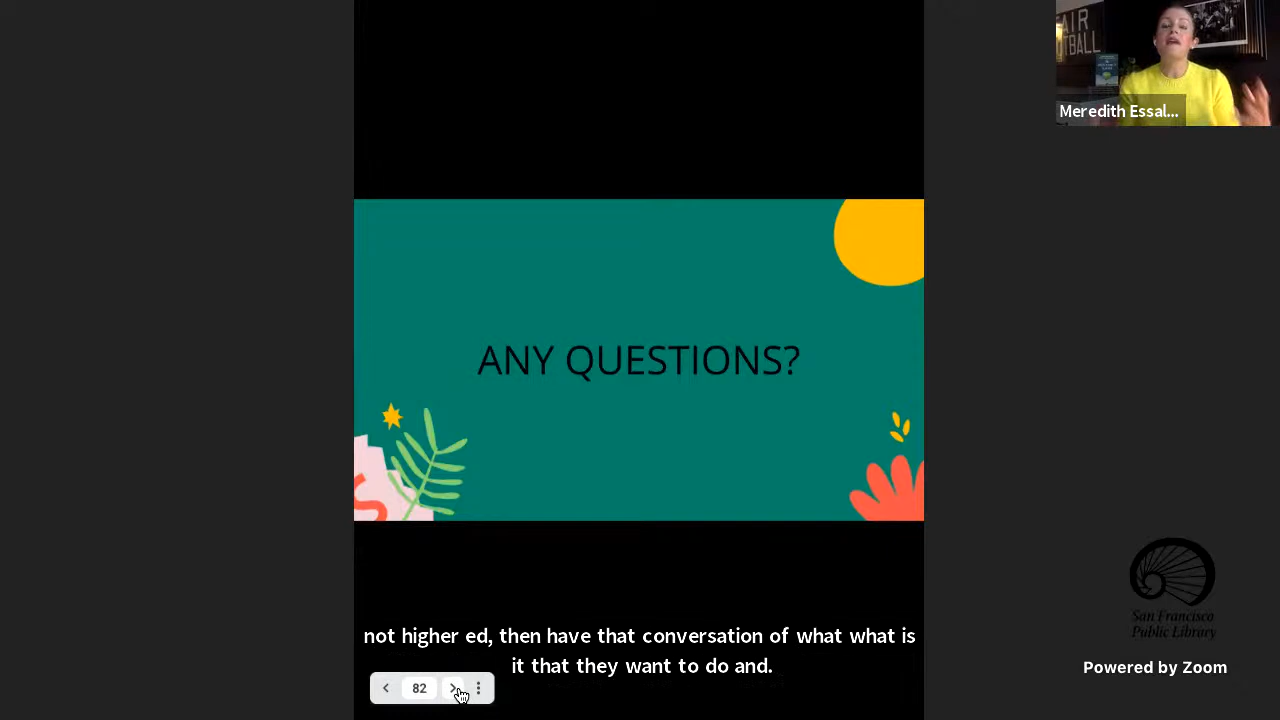 AIR
TBALL
Meredith Essal...
ANY QUESTIONS?
S
not higher ed, then have that conversation of what what is
it that they want to do and.
82
San Francisco
Public Library
Powered by Zoom